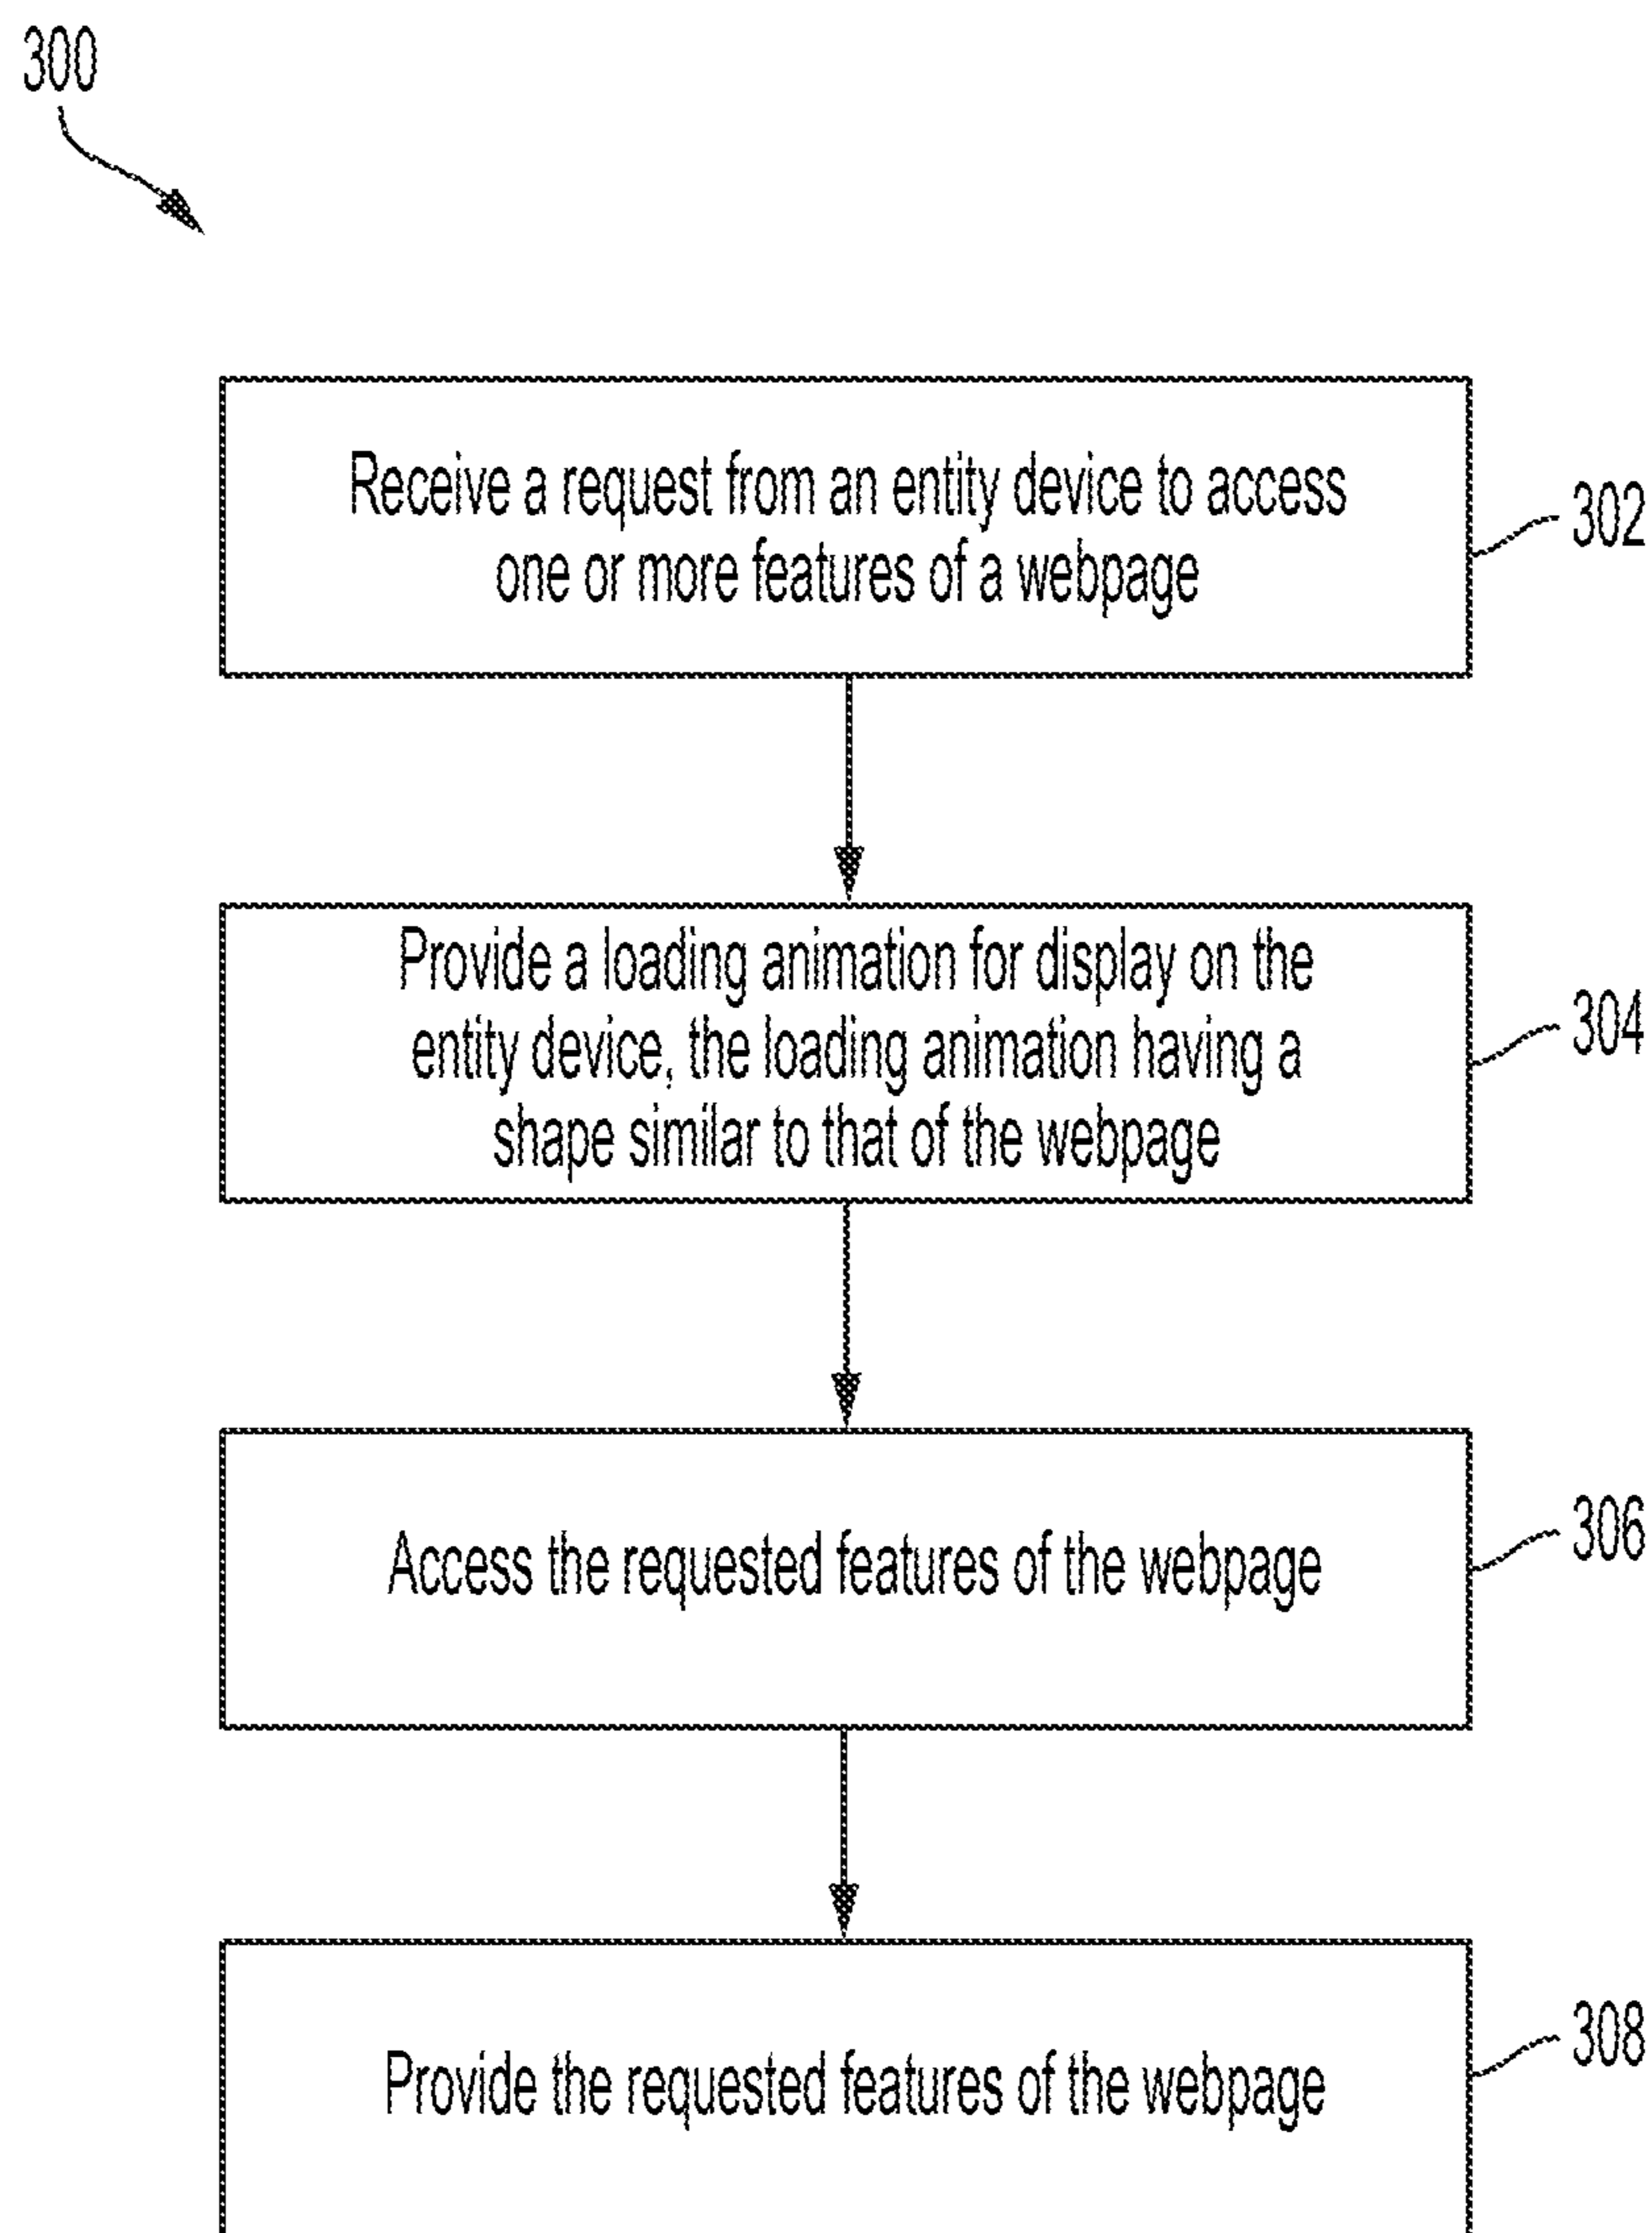 300
Receive a request from an entity device to access
one or more features of a webpage
302
Provide a loading animation for display on the
entity device, the loading animation having a
shape similar to that of the webpage
304
Access the requested features of the webpage
306
Provide the requested features of the webpage
308